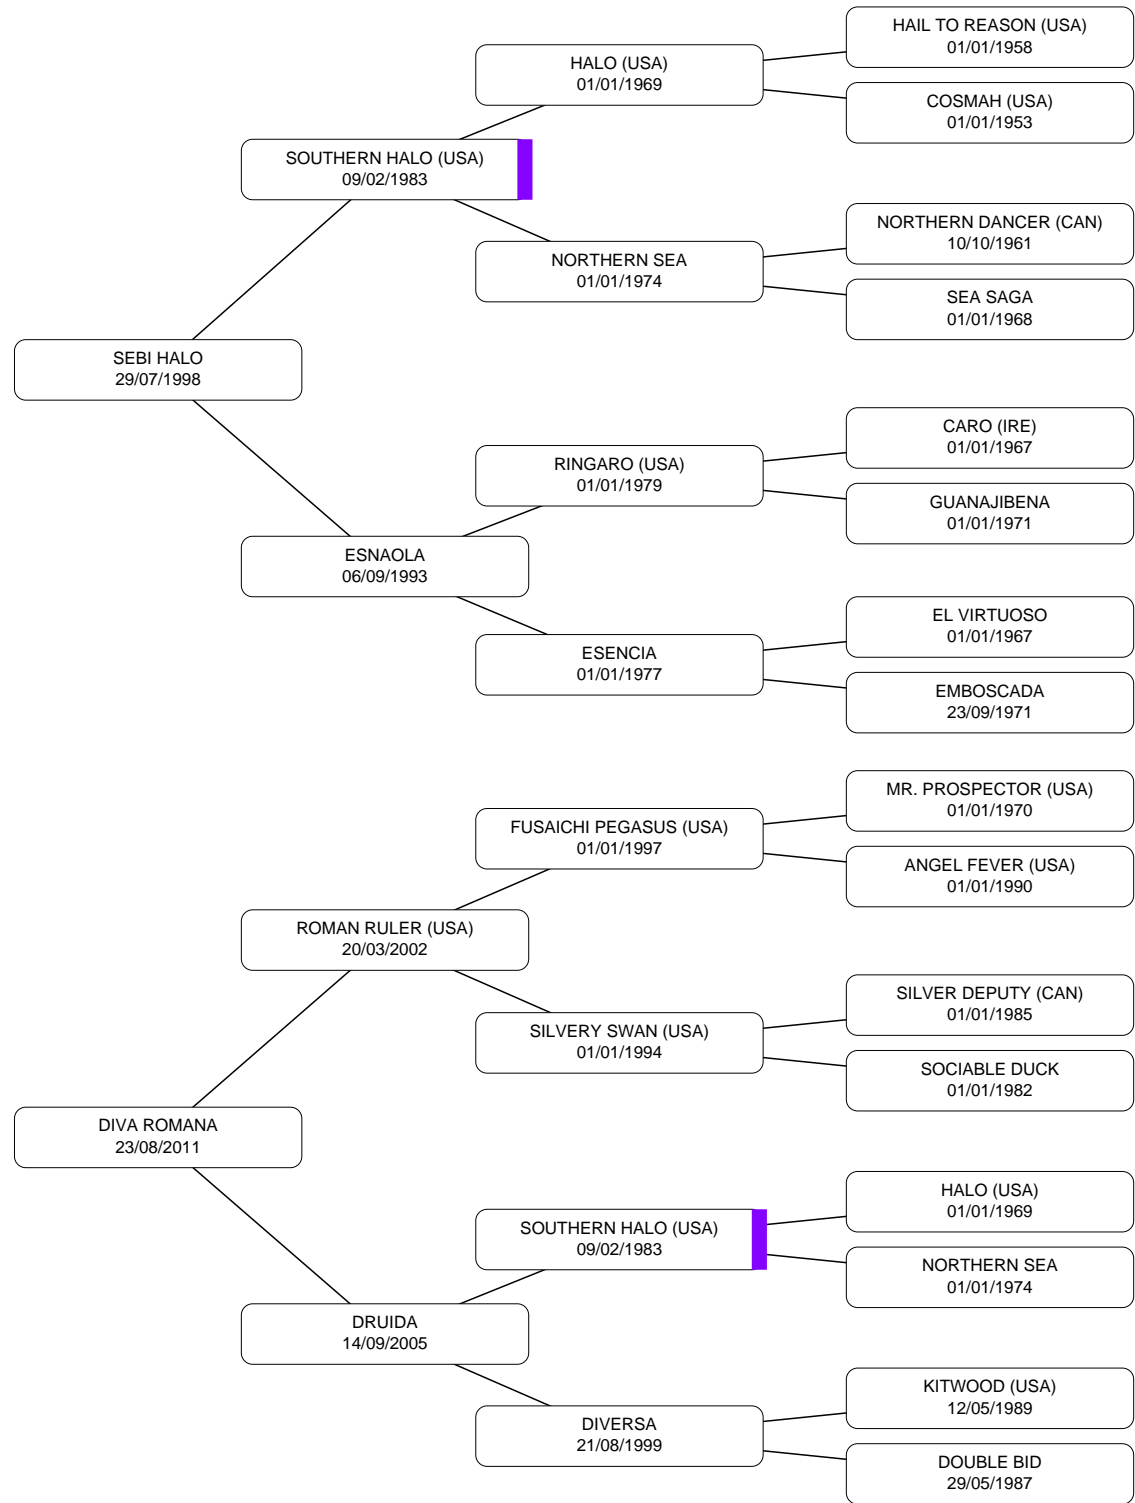 HAIL TO REASON (USA)
01/01/1958
HALO (USA)
01/01/1969
COSMAH (USA)
01/01/1953
SOUTHERN HALO (USA)
09/02/1983
NORTHERN DANCER (CAN)
10/10/1961
NORTHERN SEA
01/01/1974
SEA SAGA
01/01/1968
SEBI HALO
29/07/1998
CARO (IRE)
01/01/1967
RINGARO (USA)
01/01/1979
GUANAJIBENA
01/01/1971
ESNAOLA
06/09/1993
EL VIRTUOSO
01/01/1967
ESENCIA
01/01/1977
EMBOSCADA
23/09/1971
MR. PROSPECTOR (USA)
01/01/1970
FUSAICHI PEGASUS (USA)
01/01/1997
ANGEL FEVER (USA)
01/01/1990
ROMAN RULER (USA)
20/03/2002
SILVER DEPUTY (CAN)
01/01/1985
SILVERY SWAN (USA)
01/01/1994
SOCIABLE DUCK
01/01/1982
DIVA ROMANA
23/08/2011
HALO (USA)
01/01/1969
SOUTHERN HALO (USA)
09/02/1983
NORTHERN SEA
01/01/1974
DRUIDA
14/09/2005
KITWOOD (USA)
12/05/1989
DIVERSA
21/08/1999
DOUBLE BID
29/05/1987